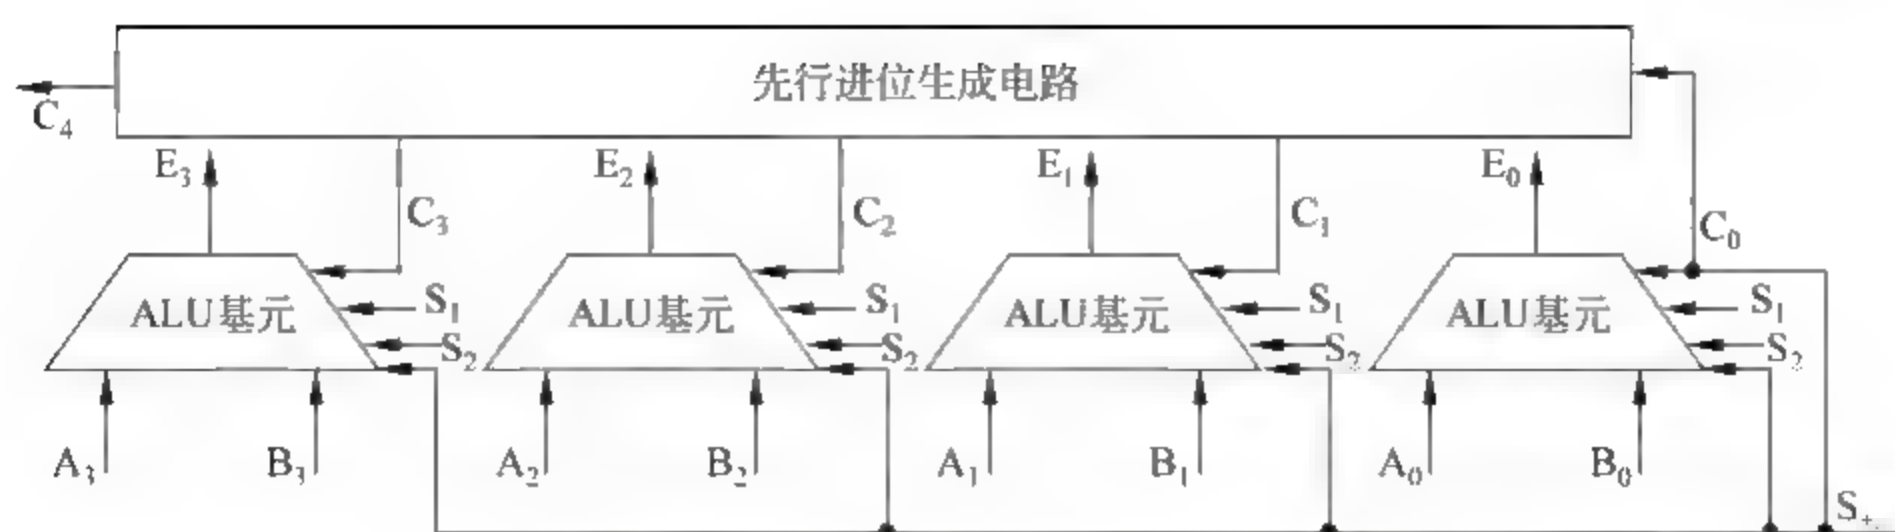 先行进位生成电路
C₄
E₃ E₂ E₁ E₀
C₃ C₂ C₁ C₀
ALU基元 S₁ ALU基元 S₁ ALU基元 S₁ ALU基元 S₁
S₂ S₂ S₂ S₂
A₃ B₃ A₂ B₂ A₁ B₁ A₀ B₀
S₊